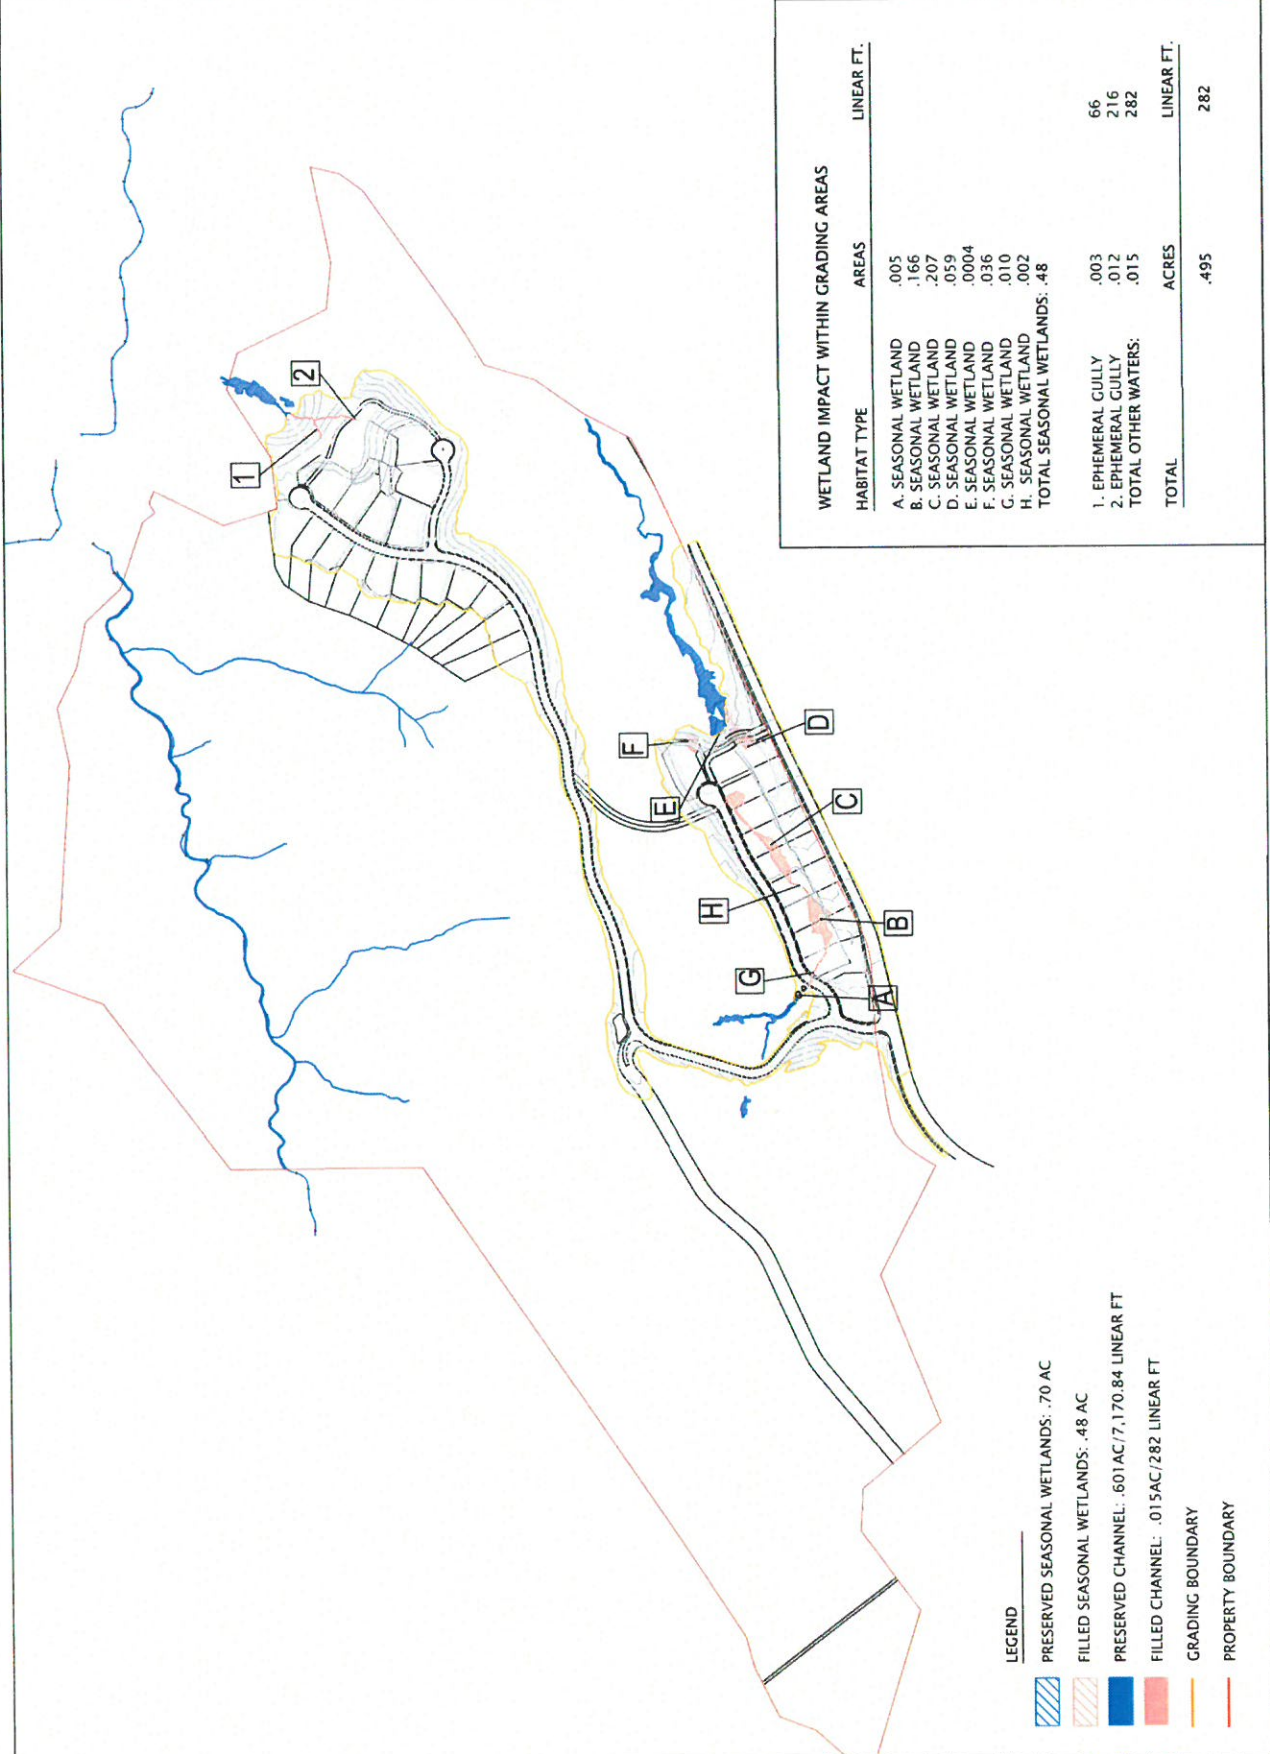 WETLAND IMPACT WITHIN GRADING AREAS
HABITAT TYPE AREAS LINEAR FT.
A. SEASONAL WETLAND .005
B. SEASONAL WETLAND .166
C. SEASONAL WETLAND .207
D. SEASONAL WETLAND .059
E. SEASONAL WETLAND .0004
F. SEASONAL WETLAND .036
G. SEASONAL WETLAND .010
H. SEASONAL WETLAND .002
TOTAL SEASONAL WETLANDS: .48
1. EPHEMERAL GULLY .003 66
2. EPHEMERAL GULLY .012 216
TOTAL OTHER WATERS: .015 282
TOTAL ACRES LINEAR FT.
.495 282
1
2
F
E
D
C
H
B
G
A
LEGEND
PRESERVED SEASONAL WETLANDS: .70 AC
FILLED SEASONAL WETLANDS: .48 AC
PRESERVED CHANNEL: .601AC/7,170.84 LINEAR FT
FILLED CHANNEL: .015AC/282 LINEAR FT
GRADING BOUNDARY
PROPERTY BOUNDARY